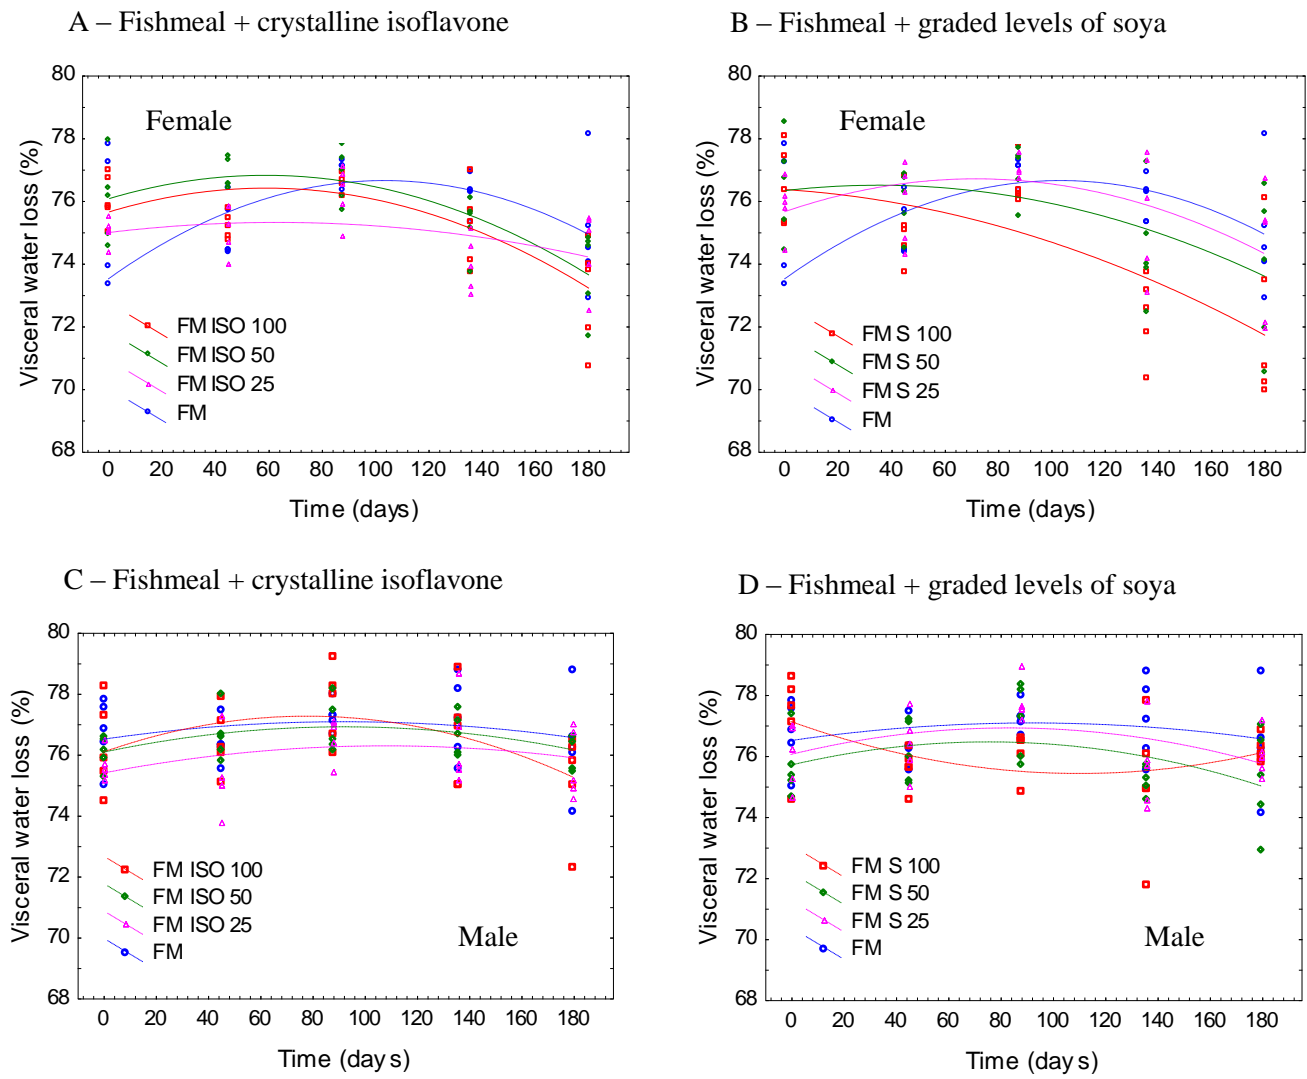 A – Fishmeal + crystalline isoflavone
80
78
76
74
72
70
68
Visceral water loss (%)
Female
FM ISO 100
FM ISO 50
FM ISO 25
FM
0 20 40 60 80 100 120 140 160 180
Time (days)
B – Fishmeal + graded levels of soya
80
78
76
74
72
70
68
Visceral water loss (%)
Female
FM S 100
FM S 50
FM S 25
FM
0 20 40 60 80 100 120 140 160 180
Time (days)
C – Fishmeal + crystalline isoflavone
80
78
76
74
72
70
68
Visceral water loss (%)
FM ISO 100
FM ISO 50
FM ISO 25
FM
Male
0 20 40 60 80 100 120 140 160 180
Time (days)
D – Fishmeal + graded levels of soya
80
78
76
74
72
70
68
Visceral water loss (%)
FM S 100
FM S 50
FM S 25
FM
Male
0 20 40 60 80 100 120 140 160 180
Time (days)